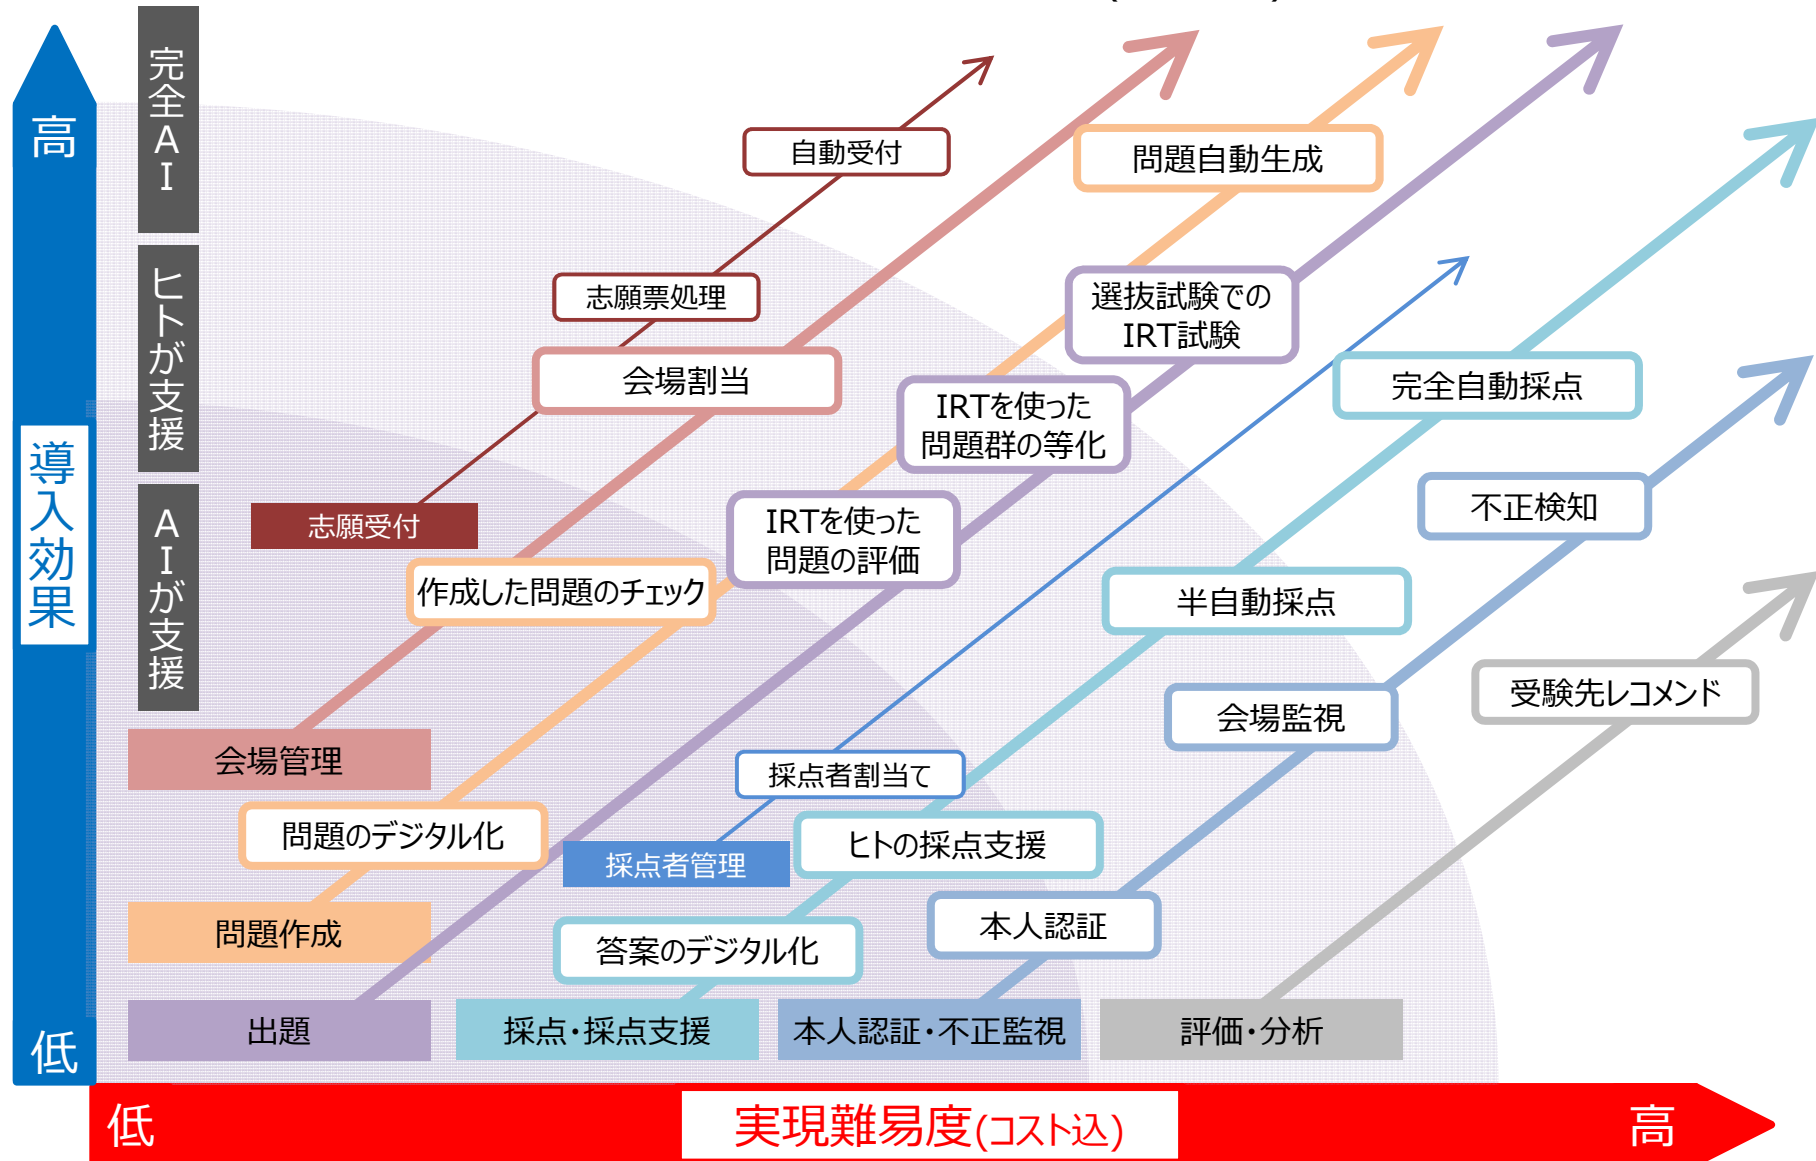 高
完全AI
自動受付
問題自動生成
ヒトが支援
志願票処理
選抜試験での
IRT試験
会場割当
完全自動採点
IRTを使った
問題群の等化
導入効果
AIが支援
志願受付
IRTを使った
問題の評価
不正検知
作成した問題のチェック
半自動採点
受験先レコメンド
会場監視
会場管理
採点者割当て
問題のデジタル化
ヒトの採点支援
採点者管理
問題作成
本人認証
答案のデジタル化
出題
採点・採点支援
本人認証・不正監視
評価・分析
低
低
実現難易度(コスト込)
高